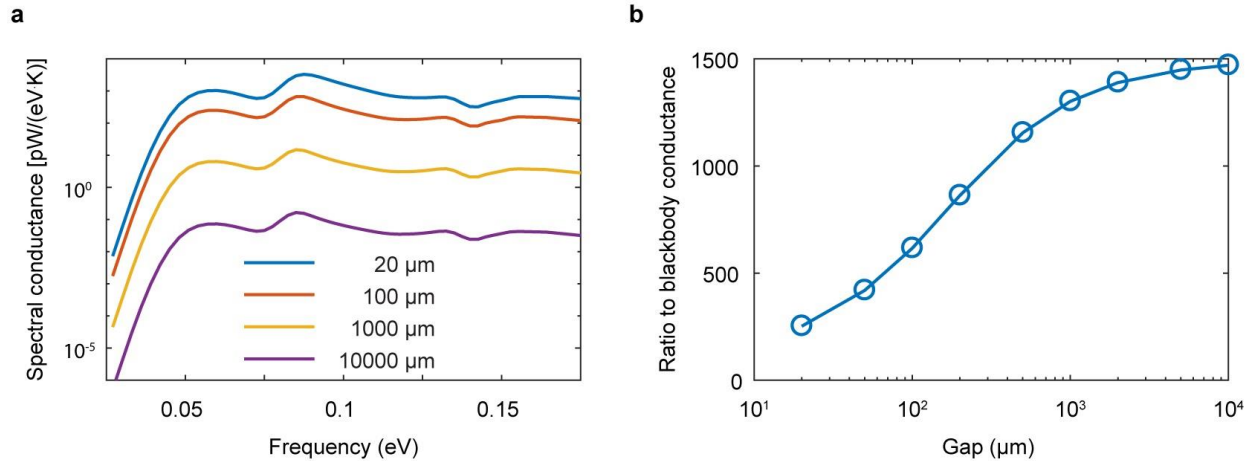 a
Spectral conductance [pW/(eV·K)]
10⁰
10⁻⁵
20 µm
100 µm
1000 µm
10000 µm
0.05
0.1
0.15
Frequency (eV)
b
Ratio to blackbody conductance
1500
1000
500
0
10¹
10²
10³
10⁴
Gap (µm)